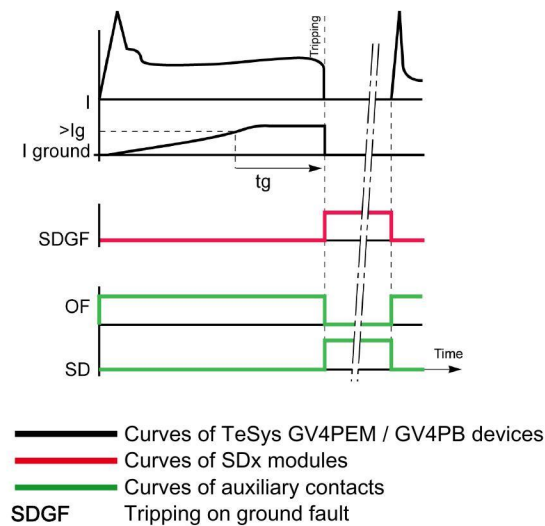 Tripping
I
>Ig
I ground
tg
SDGF
OF
SD
Time
Curves of TeSys GV4PEM / GV4PB devices
Curves of SDx modules
Curves of auxiliary contacts
SDGF Tripping on ground fault